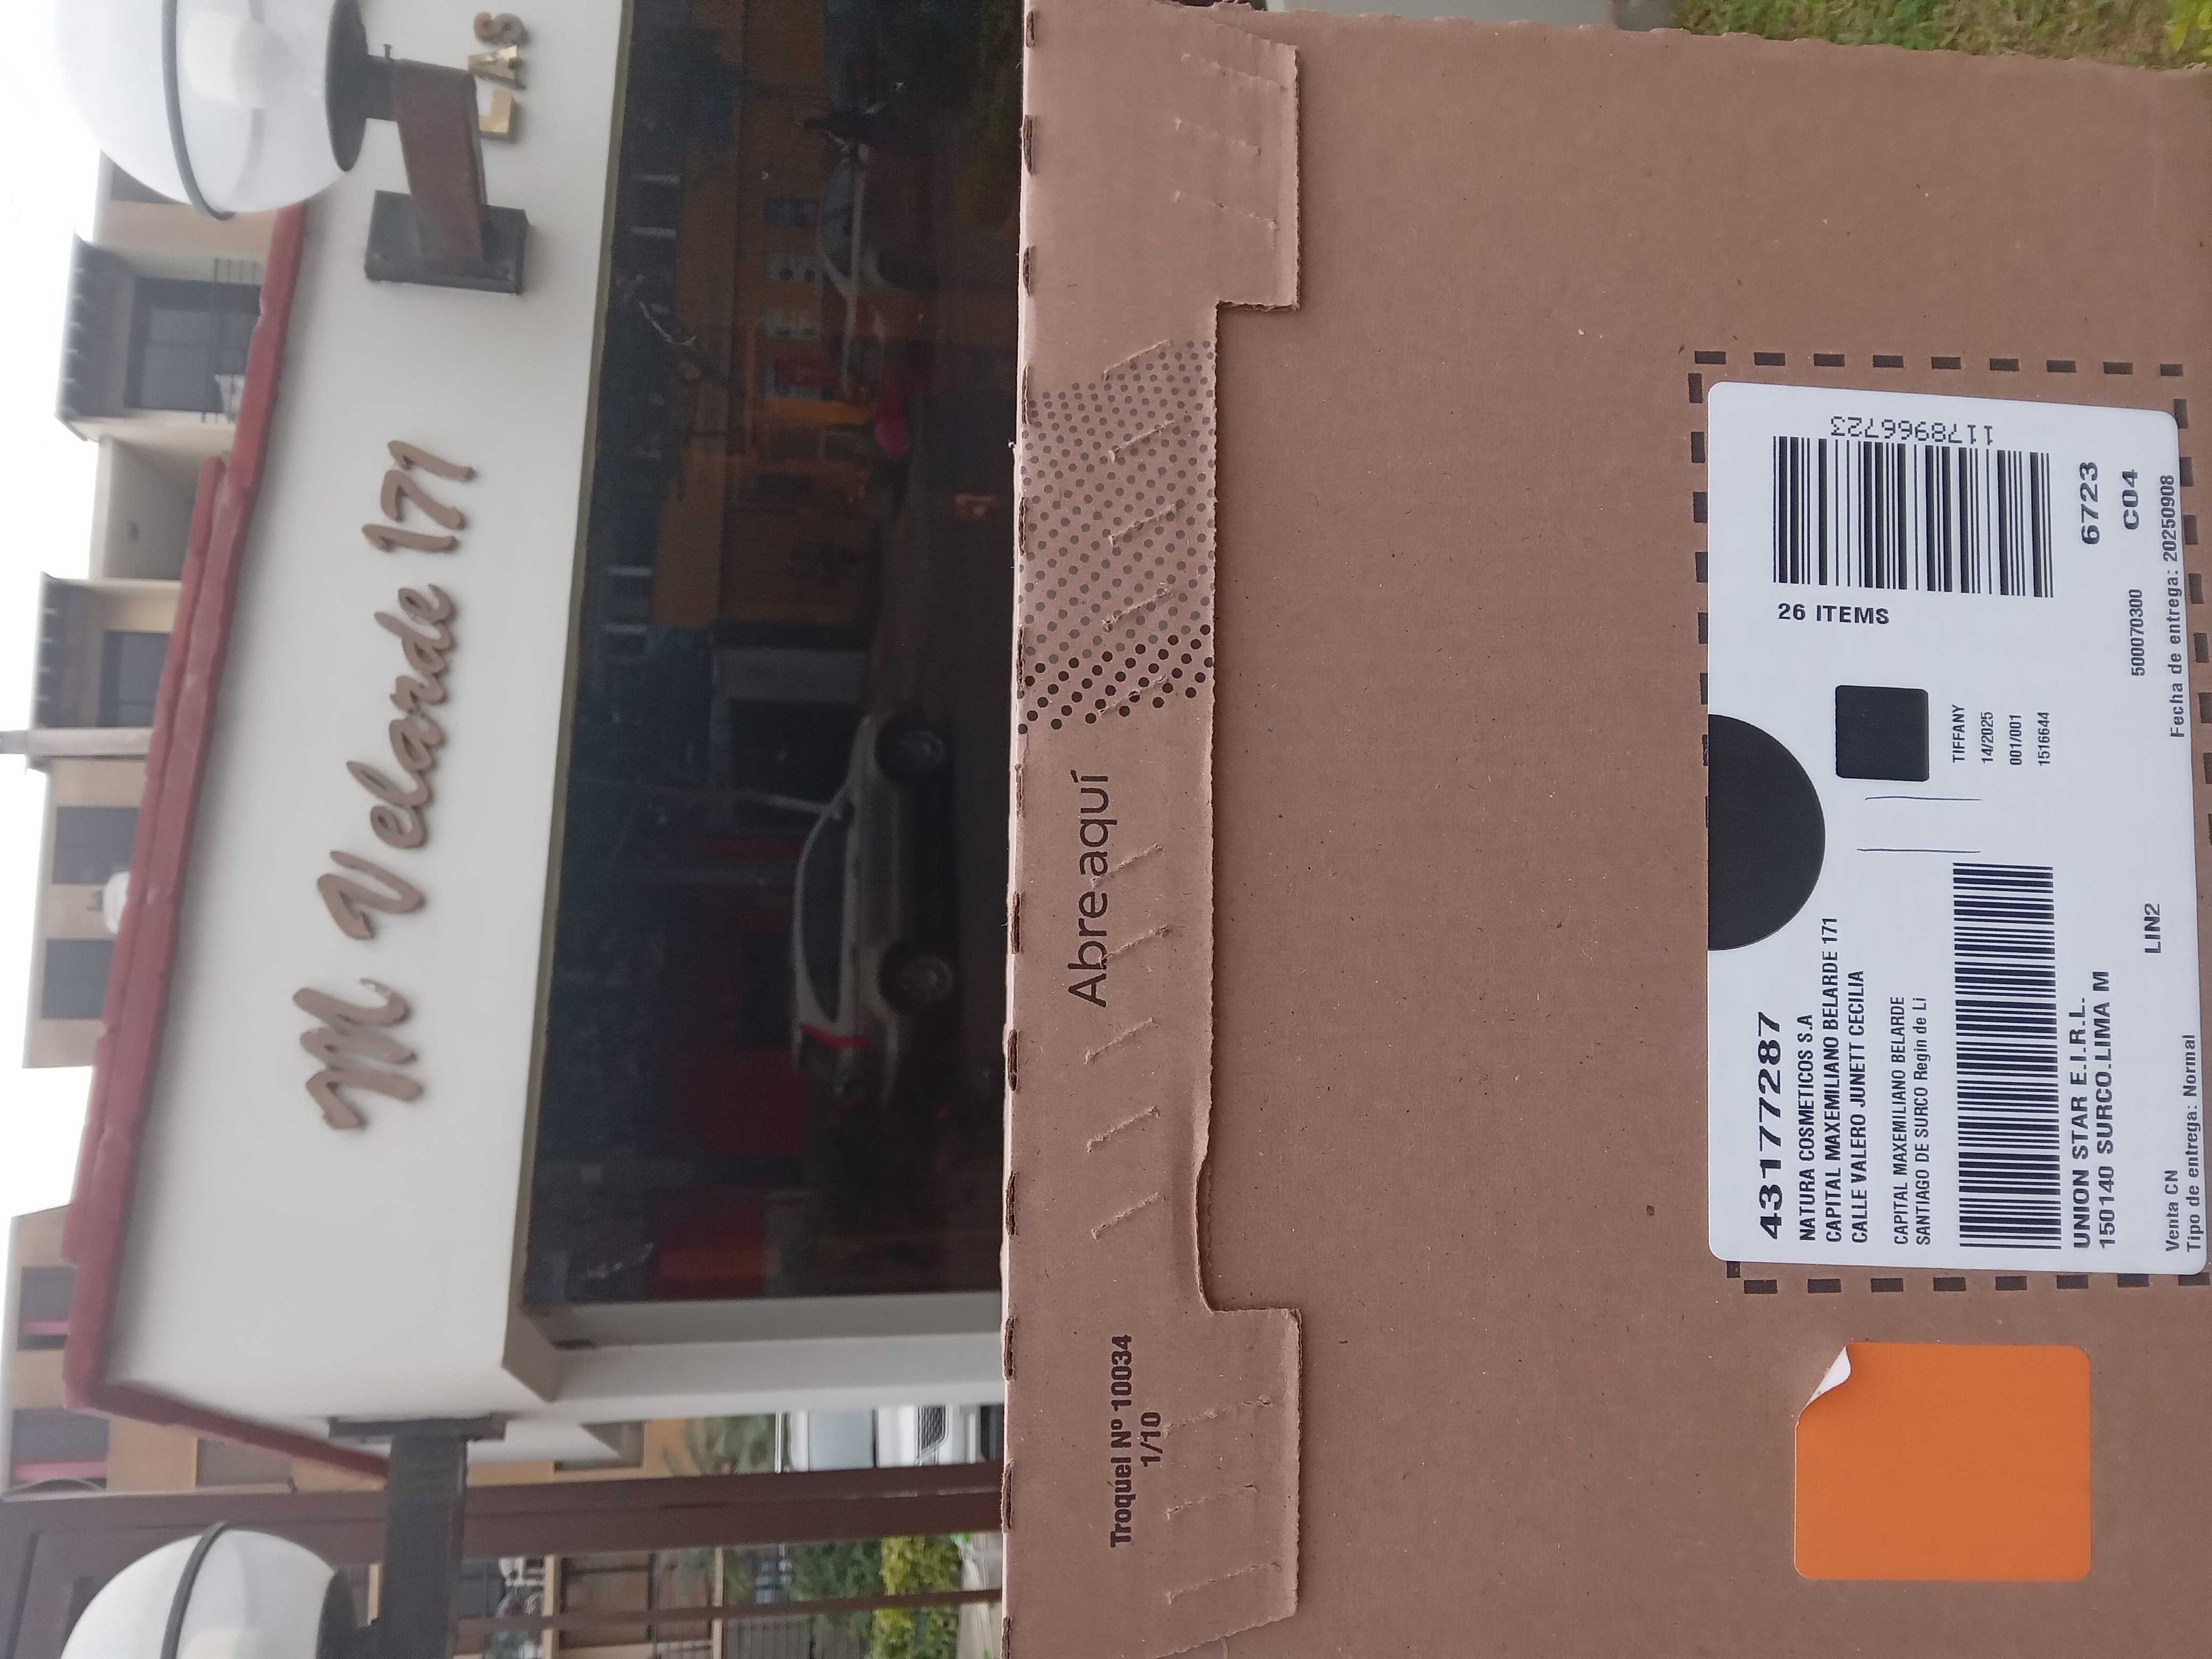 LAS
M Velarde 171
Abre aquí
Troquel Nº 10034
1/10
43177287
NATURA COSMETICOS S.A
CAPITAL MAXEMILIANO BELARDE 171
CALLE VALERO JUNETT CECILIA
CAPITAL MAXEMILIANO BELARDE
SANTIAGO DE SURCO Regin de Li
UNION STAR E.I.R.L.
150140 SURCO.LIMA M
LIN2
Venta CN
Tipo de entrega: Normal
26 ITEMS
1178966723
TIFFANY
14/2025
001/001
1516644
6723
C04
500070300
Fecha de entrega: 20250908